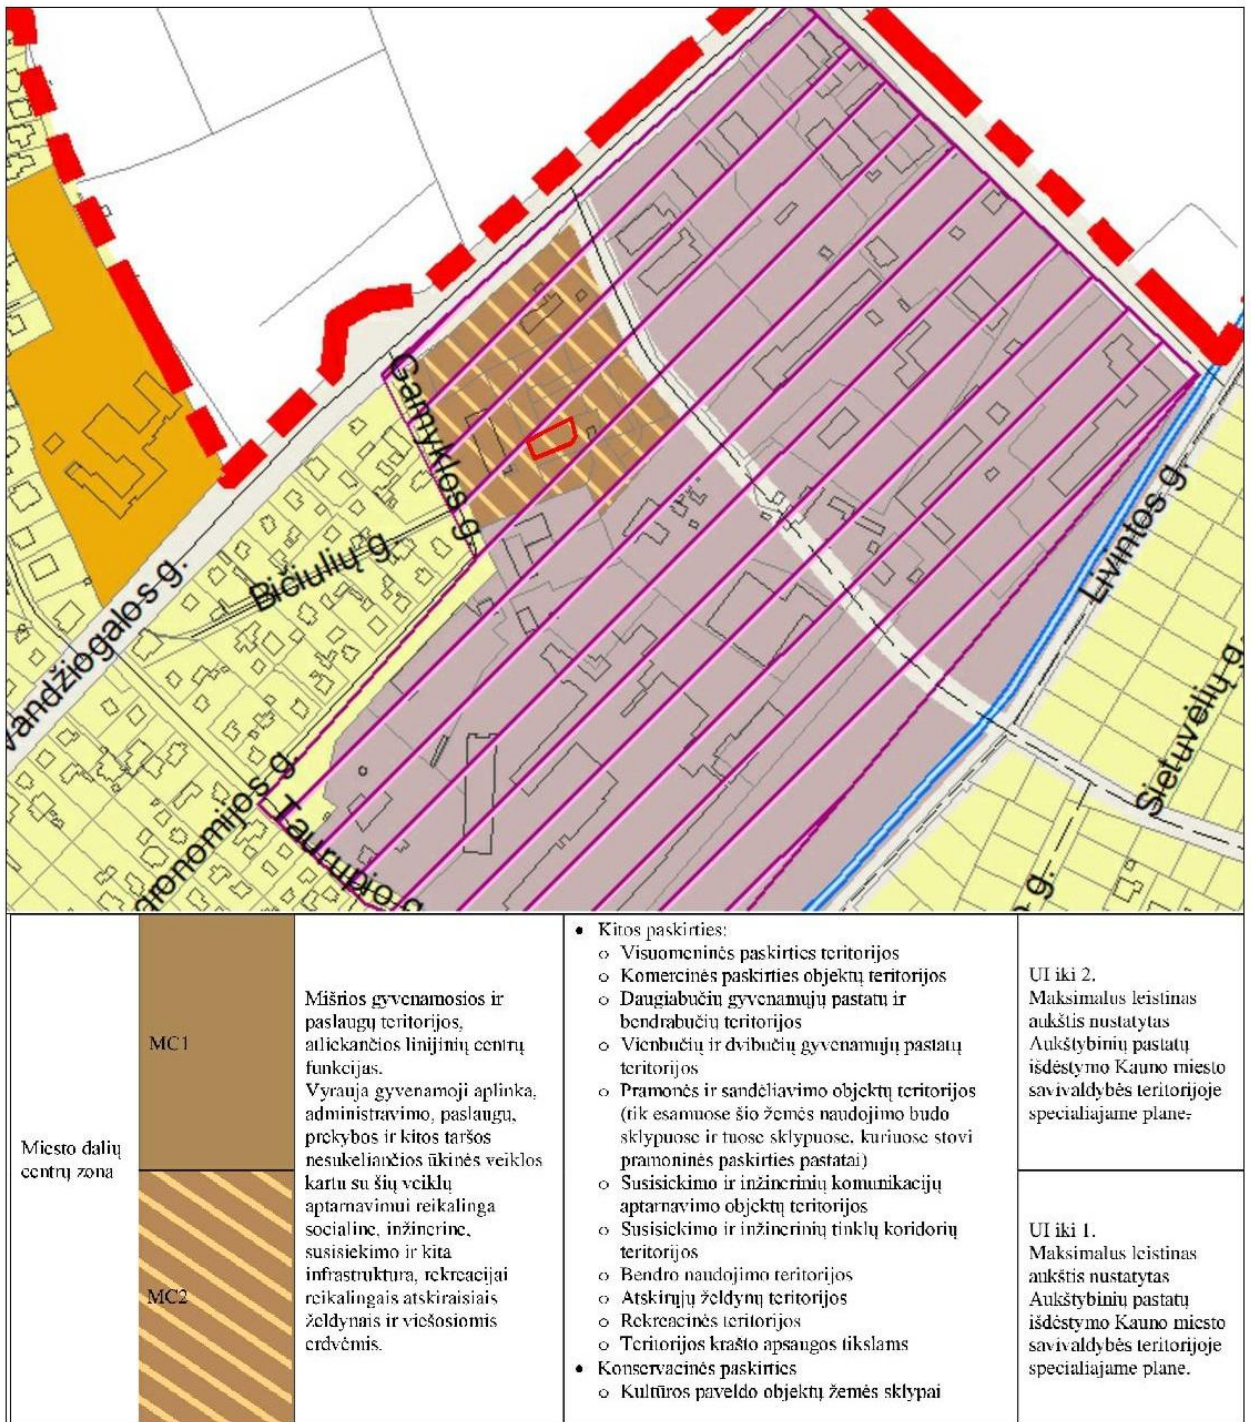 Gamyklos g.
Bičiulių g.
Vandžiogalos g.
Livintos g.
Sietuvėlių g.
gronomijos g.
Taurupio g.
g.
Miesto dalių
centrų zona
MC1
MC2
Mišrios gyvenamosios ir
paslaugų teritorijos,
atliekančios linijinių centrų
funkcijas.
Vyrauja gyvenamoji aplinka,
administravimo, paslaugų,
prekybos ir kitos taršos
nesukeliančios ūkinės veiklos
kartu su šių veiklų
aptarnavimui reikalinga
socialine, inžinerine,
susisiekimo ir kita
infrastruktūra, rekreacijai
reikalingais atskiraisiais
želdynais ir viešosiomis
erdvėmis.
• Kitos paskirties:
o Visuomeninės paskirties teritorijos
o Komercinės paskirties objektų teritorijos
o Daugiabučių gyvenamųjų pastatų ir
bendrabučių teritorijos
o Vienbučių ir dvibučių gyvenamųjų pastatų
teritorijos
o Pramonės ir sandėliavimo objektų teritorijos
(tik esamuose šio žemės naudojimo būdo
sklypuose ir tuose sklypuose, kuriuose stovi
pramoninės paskirties pastatai)
o Susisiekimo ir inžinerinių komunikacijų
aptarnavimo objektų teritorijos
o Susisiekimo ir inžinerinių tinklų koridorių
teritorijos
o Bendro naudojimo teritorijos
o Atskirųjų želdynų teritorijos
o Rekreacinės teritorijos
o Teritorijos krašto apsaugos tikslams
• Konservacinės paskirties
o Kultūros paveldo objektų žemės sklypai
UI iki 2.
Maksimalus leistinas
aukštis nustatytas
Aukštybinių pastatų
išdėstymo Kauno miesto
savivaldybės teritorijoje
specialiajame plane.
UI iki 1.
Maksimalus leistinas
aukštis nustatytas
Aukštybinių pastatų
išdėstymo Kauno miesto
savivaldybės teritorijoje
specialiajame plane.